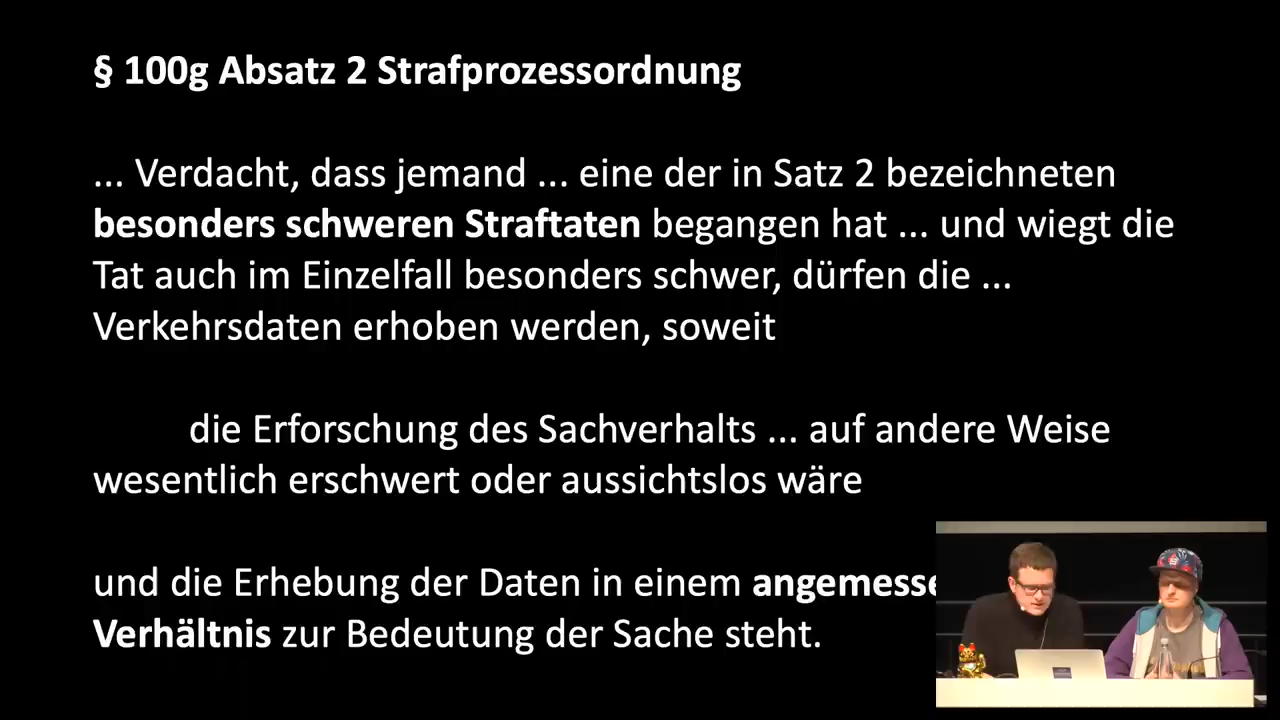 § 100g Absatz 2 Strafprozessordnung
... Verdacht, dass jemand ... eine der in Satz 2 bezeichneten
besonders schweren Straftaten begangen hat ... und wiegt die
Tat auch im Einzelfall besonders schwer, dürfen die ...
Verkehrsdaten erhoben werden, soweit
die Erforschung des Sachverhalts ... auf andere Weise
wesentlich erschwert oder aussichtslos wäre
und die Erhebung der Daten in einem
Verhältnis zur Bedeutung der Sache steht.